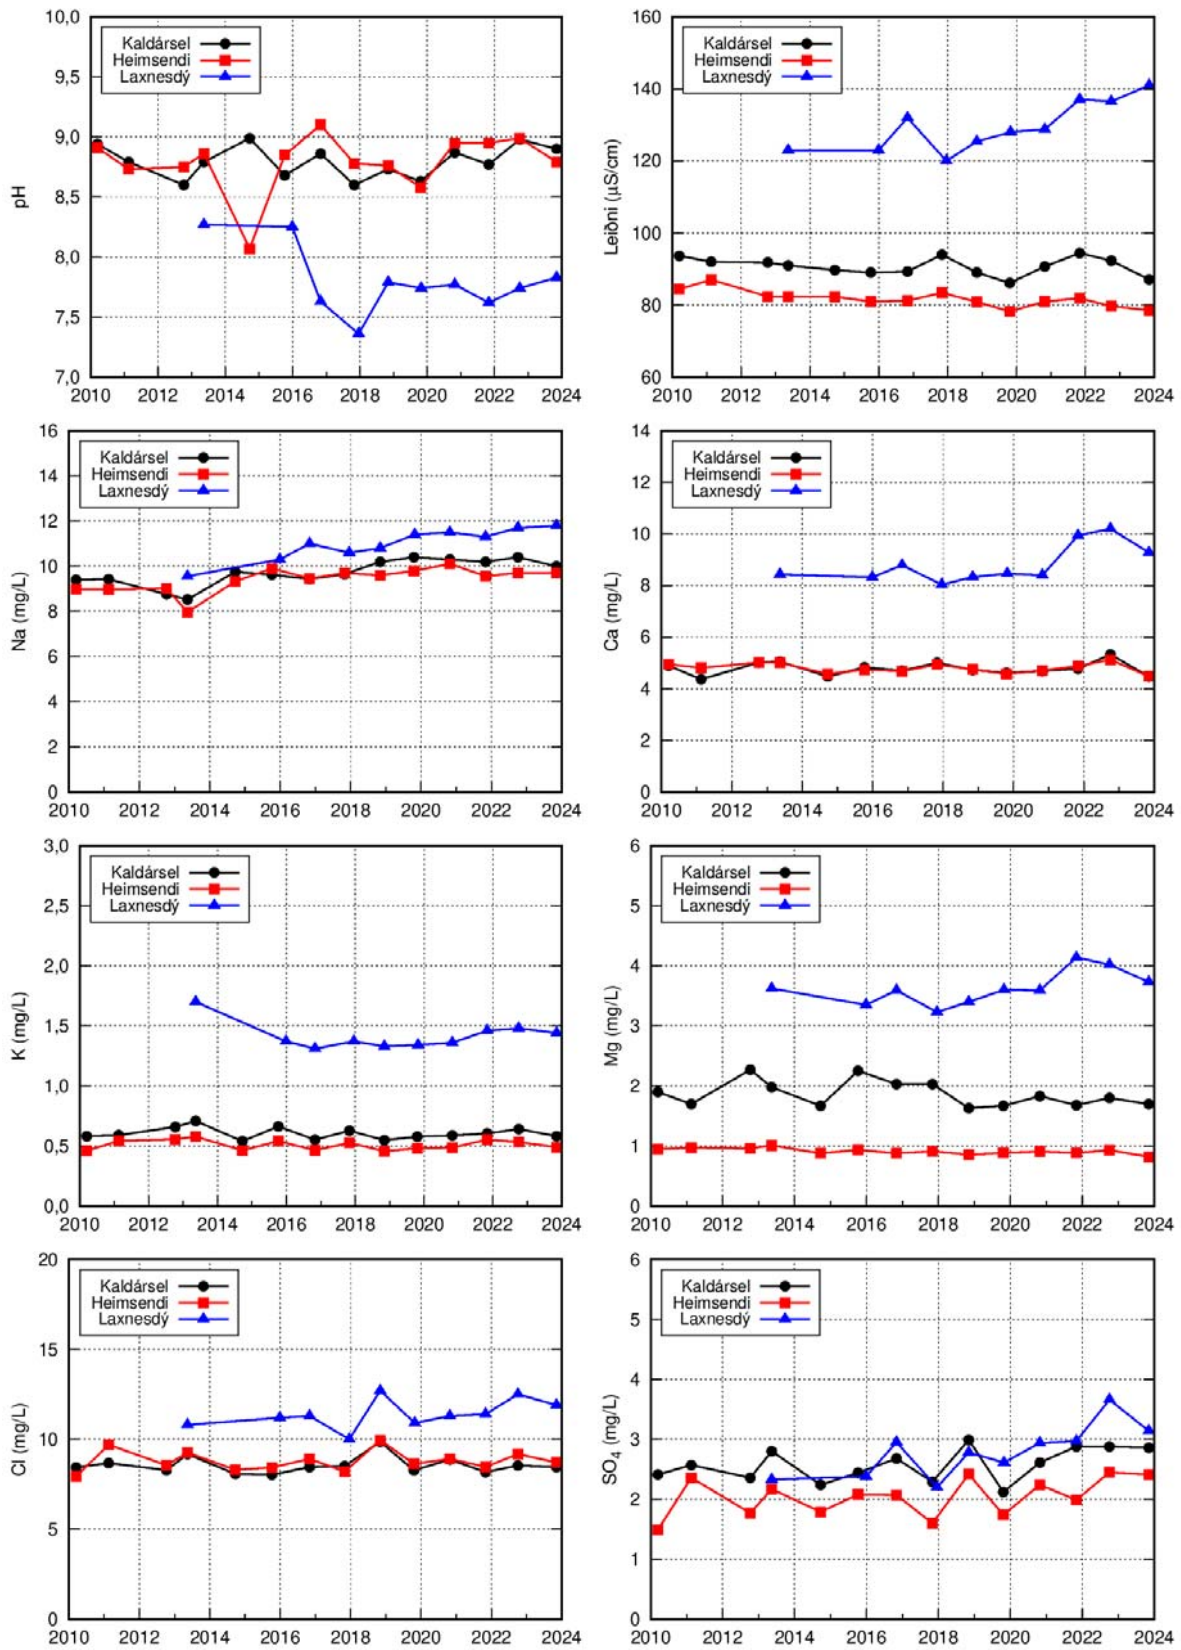 10,0
9,5
9,0
8,5
8,0
7,5
7,0
pH
Kaldársel
Heimsendi
Laxnesdý
2010 2012 2014 2016 2018 2020 2022 2024
160
140
120
100
80
60
Leiðni (µS/cm)
Kaldársel
Heimsendi
Laxnesdý
2010 2012 2014 2016 2018 2020 2022 2024
16
14
12
10
8
6
4
2
0
Na (mg/L)
Kaldársel
Heimsendi
Laxnesdý
2010 2012 2014 2016 2018 2020 2022 2024
14
12
10
8
6
4
2
0
Ca (mg/L)
Kaldársel
Heimsendi
Laxnesdý
2010 2012 2014 2016 2018 2020 2022 2024
3,0
2,5
2,0
1,5
1,0
0,5
0,0
K (mg/L)
Kaldársel
Heimsendi
Laxnesdý
2010 2012 2014 2016 2018 2020 2022 2024
6
5
4
3
2
1
0
Mg (mg/L)
Kaldársel
Heimsendi
Laxnesdý
2010 2012 2014 2016 2018 2020 2022 2024
20
15
10
5
0
Cl (mg/L)
Kaldársel
Heimsendi
Laxnesdý
2010 2012 2014 2016 2018 2020 2022 2024
6
5
4
3
2
1
0
SO₄ (mg/L)
Kaldársel
Heimsendi
Laxnesdý
2010 2012 2014 2016 2018 2020 2022 2024